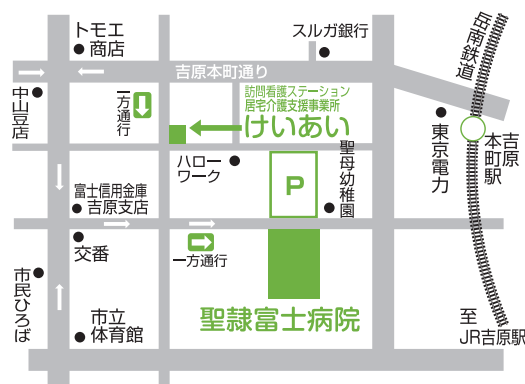 トモエ
商店
スルガ銀行
岳南鉄道
吉原本町通り
中山豆店
一方通行
訪問看護ステーション
居宅介護支援事業所
けいあい
東京電力
吉原
本町駅
ハロー
ワーク
聖母幼稚園
P
富士信用金庫
吉原支店
交番
一方通行
市民ひろば
市立
体育館
聖隷富士病院
至
JR吉原駅